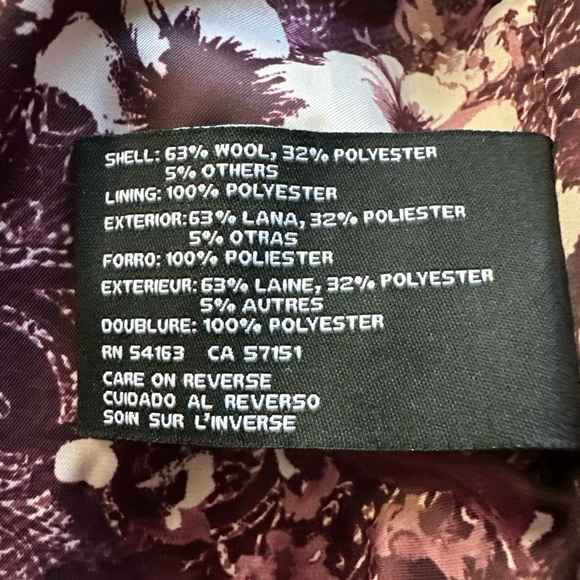 SHELL: 63% WOOL, 32% POLYESTER
5% OTHERS
LINING: 100% POLYESTER
EXTERIOR:63% LANA, 32% POLIESTER
5% OTRAS
FORRO: 100% POLIESTER
EXTERIEUR: 63% LAINE, 32% POLYESTER
5% AUTRES
DOUBLURE: 100% POLYESTER
RN 54163 CA 57151
CARE ON REVERSE
CUIDADO AL REVERSO
SOIN SUR L'INVERSE